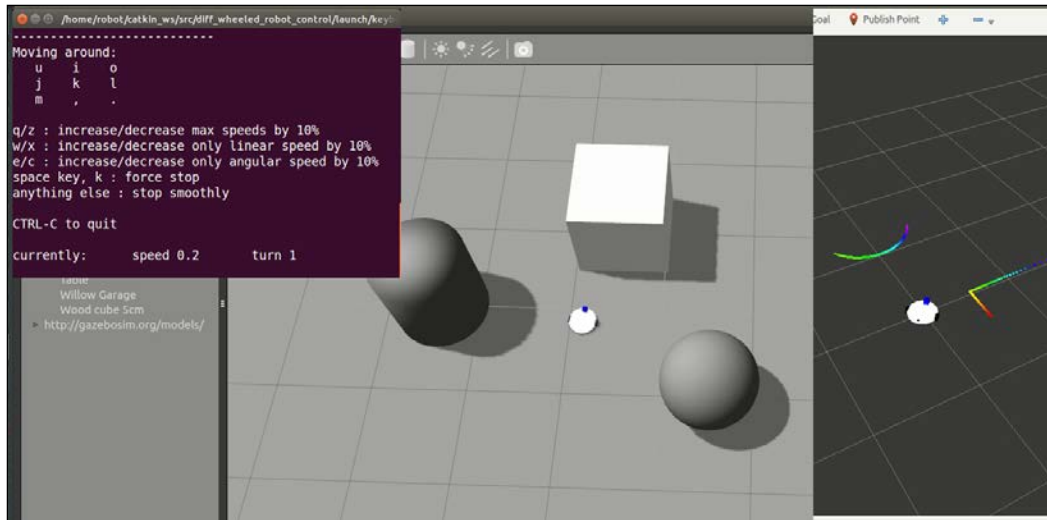 /home/robot/catkin_ws/src/diff_wheeled_robot_control/launch/keyb
---------------------------
Moving around:
u i o
j k l
m , .
q/z : increase/decrease max speeds by 10%
w/x : increase/decrease only linear speed by 10%
e/c : increase/decrease only angular speed by 10%
space key, k : force stop
anything else : stop smoothly
CTRL-C to quit
currently: speed 0.2 turn 1
Table
Willow Garage
Wood cube 5cm
http://gazebosim.org/models/
Goal
Publish Point